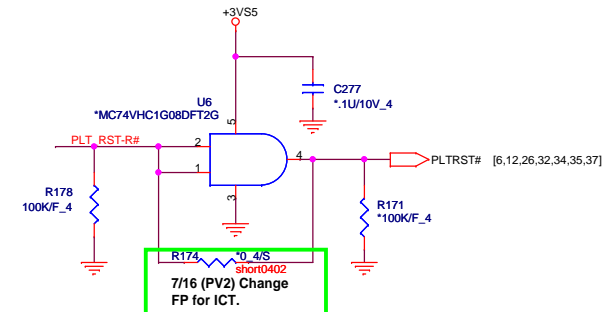 +3VS5
C277
*.1U/10V_4
U6
*MC74VHC1G08DFT2G
5
PLT_RST-R#
2
1
4
3
PLTRST# [6,12,26,32,34,35,37]
R178
100K/F_4
R171
*100K/F_4
R174 *0_4/S
short0402
7/16 (PV2) Change
FP for ICT.